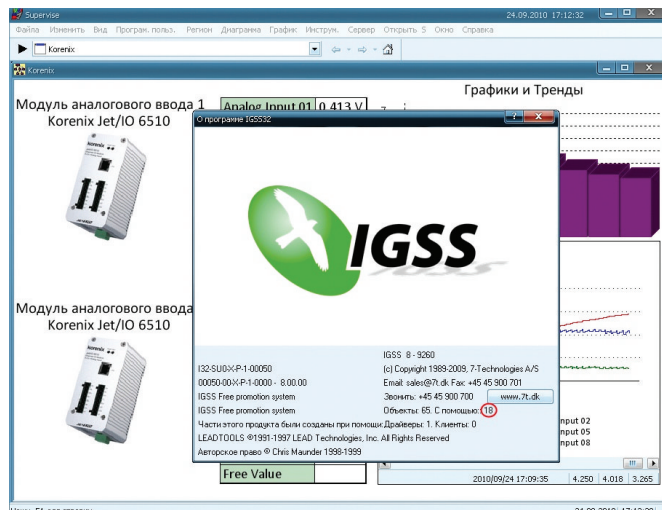 Supervise
24.09.2010 17:12:32
Файла Изменить Вид Програм. польз. Регион Диаграмма График Инструм. Сервер Открыть S Окно Справка
Korenix
Korenix
Графики и Тренды
Модуль аналогового ввода 1
Korenix Jet/IO 6510
Analog Input 01 0.413 V
О программе IGSS32
IGSS
Модуль аналогового ввода
Korenix Jet/IO 6510
IGSS 8 - 9260
I32-SU0-X-P-1-00050
(c) Copyright 1989-2009, 7-Technologies A/S
00050-00-X-P-1-0000 - 8.00.00
Email: sales@7t.dk Fax: +45 45 900 701
IGSS Free promotion system
Звонить: +45 45 900 700
www.7t.dk
IGSS Free promotion system
Объекты: 65. С помощью: 18
Части этого продукта были созданы при помощи: Драйверы: 1. Клиенты: 0
LEADTOOLS ©1991-1997 LEAD Technologies, Inc. All Rights Reserved
Авторское право © Chris Maunder 1998-1999
nput 02
nput 05
nput 08
Free Value
2010/09/24 17:09:35 4.250 4.018 3.265